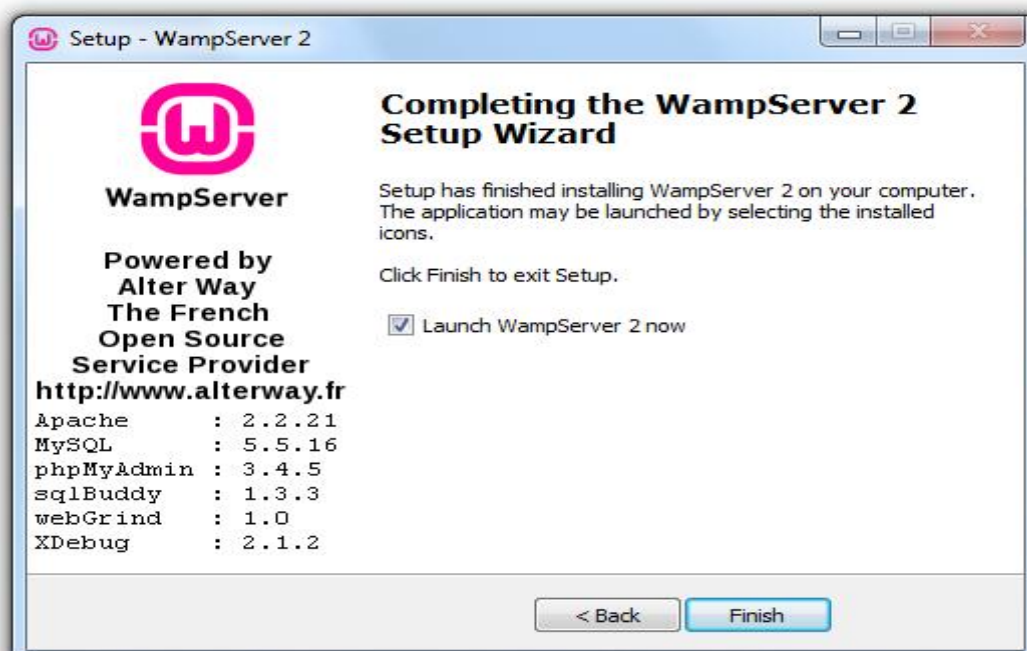 Setup - WampServer 2
WampServer
Powered by
Alter Way
The French
Open Source
Service Provider
http://www.alterway.fr
Apache : 2.2.21
MySQL : 5.5.16
phpMyAdmin : 3.4.5
sqlBuddy : 1.3.3
webGrind : 1.0
XDebug : 2.1.2
Completing the WampServer 2
Setup Wizard
Setup has finished installing WampServer 2 on your computer.
The application may be launched by selecting the installed
icons.
Click Finish to exit Setup.
Launch WampServer 2 now
< Back
Finish